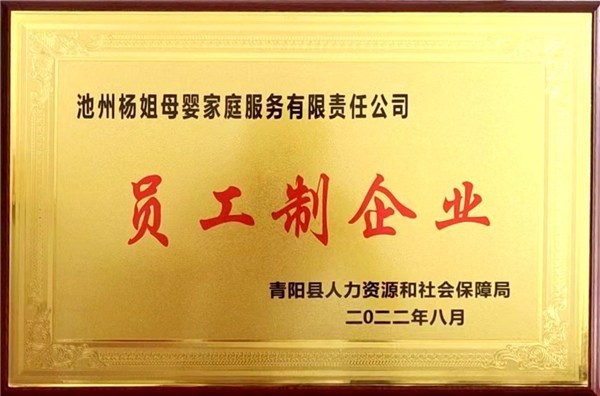 池州杨姐母婴家庭服务有限责任公司
员工制企业
青阳县人力资源和社会保障局
二0二二年八月